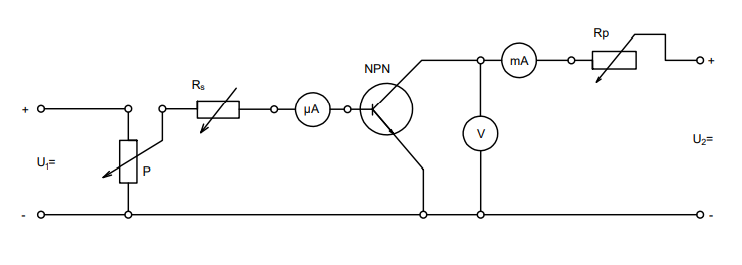 Rp
+
mA
NPN
Rs
µA
+
V
U2=
U1=
P
-
-